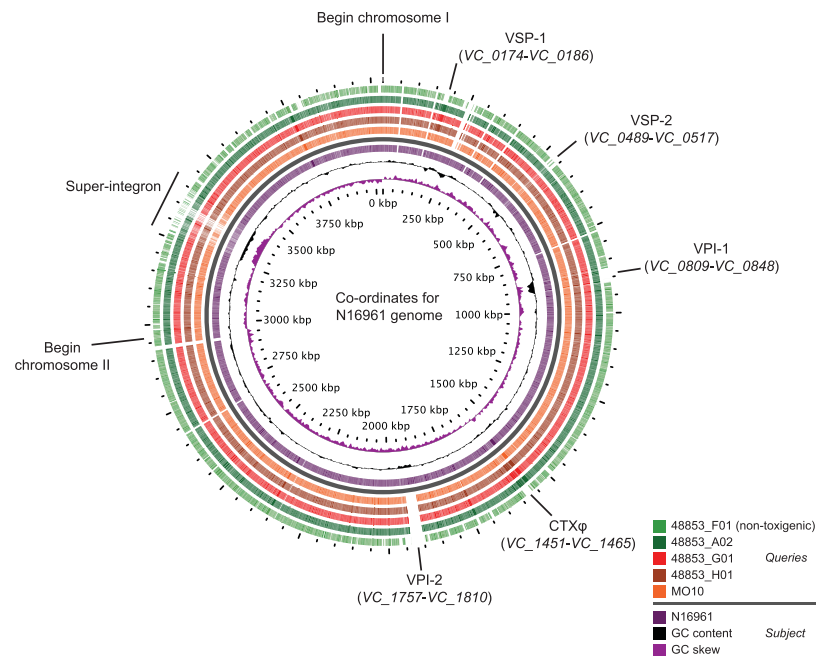 Begin chromosome I
VSP-1
(VC_0174-VC_0186)
VSP-2
(VC_0489-VC_0517)
Super-integron
VPI-1
(VC_0809-VC_0848)
0 kbp
250 kbp
500 kbp
750 kbp
1000 kbp
1250 kbp
1500 kbp
1750 kbp
2000 kbp
2250 kbp
2500 kbp
2750 kbp
3000 kbp
3250 kbp
3500 kbp
3750 kbp
Co-ordinates for
N16961 genome
Begin
chromosome II
CTXφ
(VC_1451-VC_1465)
VPI-2
(VC_1757-VC_1810)
48853_F01 (non-toxigenic)
48853_A02
48853_G01 Queries
48853_H01
MO10
N16961
GC content Subject
GC skew